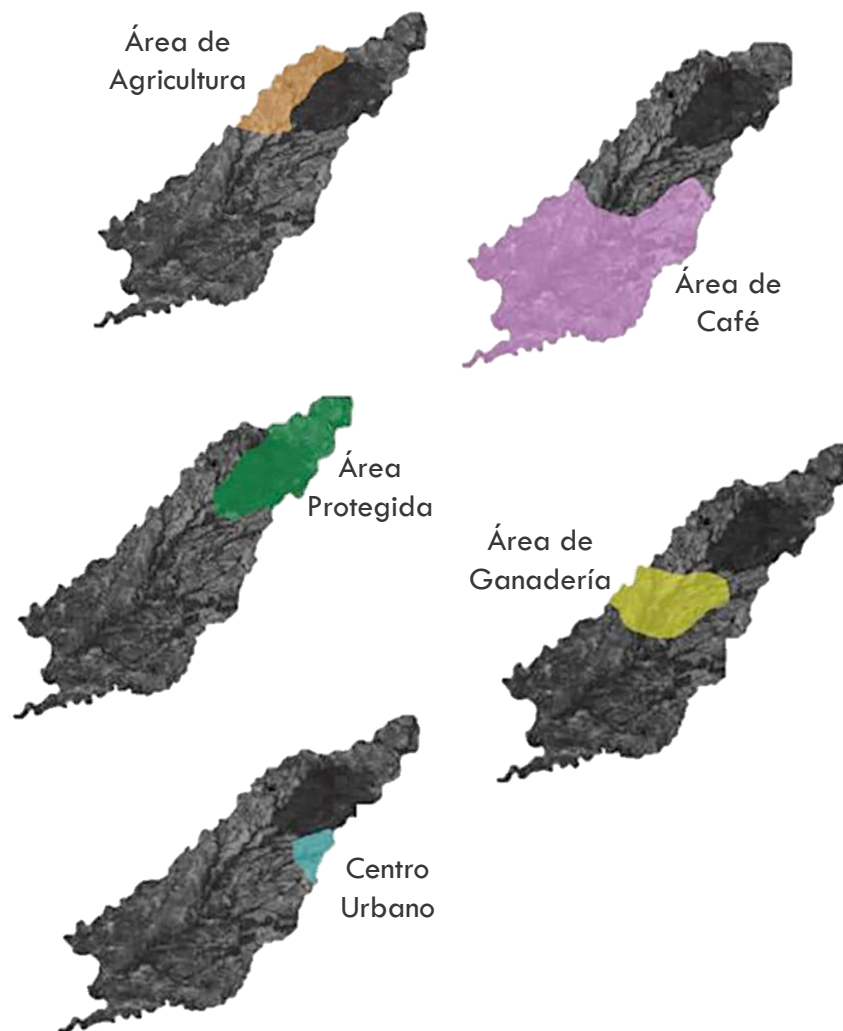 Área de
Agricultura
Área de
Café
Área
Protegida
Área de
Ganadería
Centro
Urbano